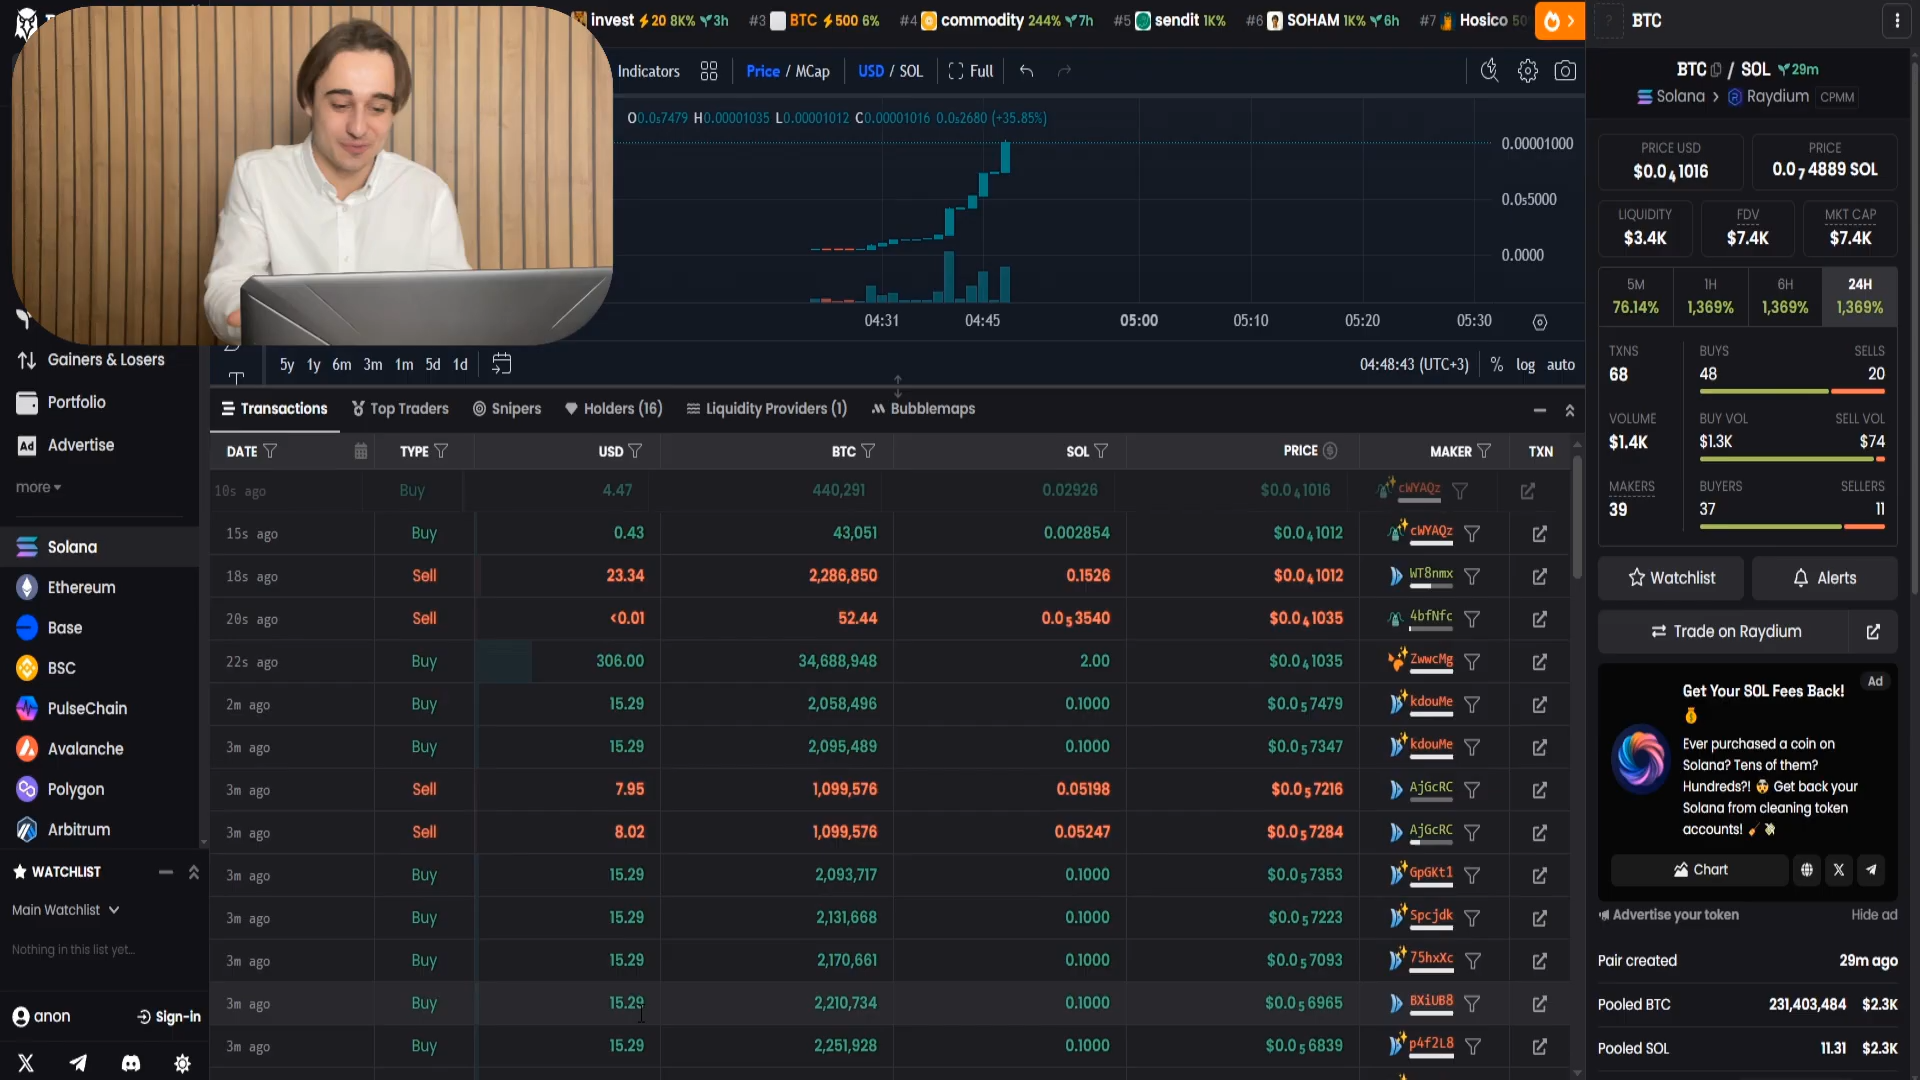 invest ⚡20 8K% 3h #3 BTC ⚡500 6% #4 commodity 244% 7h #5 sendit 1K% #6 SOHAM 1K% 6h #7 Hosico
Indicators Price / MCap USD / SOL Full
O0.0₅7479 H0.00001035 L0.00001012 C0.00001016 0.0₅2680 (+35.85%)
0.00001000
0.0₅5000
0.0000
04:31 04:45 05:00 05:10 05:20 05:30
5y 1y 6m 3m 1m 5d 1d 04:48:43 (UTC+3) % log auto
Gainers & Losers
Portfolio
Ad Advertise
more
Solana
Ethereum
Base
BSC
PulseChain
Avalanche
Polygon
Arbitrum
WATCHLIST
Main Watchlist
Nothing in this list yet...
anon Sign-in
Transactions Top Traders Snipers Holders (16) Liquidity Providers (1) Bubblemaps
DATE TYPE USD BTC SOL PRICE MAKER TXN
10s ago Buy 4.47 440,291 0.02926 $0.0₄1016 cWYAQz
15s ago Buy 0.43 43,051 0.002854 $0.0₄1012 cWYAQz
18s ago Sell 23.34 2,286,850 0.1526 $0.0₄1012 WT8nmx
20s ago Sell <0.01 52.44 0.0₅3540 $0.0₄1035 4bfNfc
22s ago Buy 306.00 34,688,948 2.00 $0.0₄1035 ZwwcMg
2m ago Buy 15.29 2,058,496 0.1000 $0.0₅7479 kdouMe
3m ago Buy 15.29 2,095,489 0.1000 $0.0₅7347 kdouMe
3m ago Sell 7.95 1,099,576 0.05198 $0.0₅7216 AjGcRC
3m ago Sell 8.02 1,099,576 0.05247 $0.0₅7284 AjGcRC
3m ago Buy 15.29 2,093,717 0.1000 $0.0₅7353 GpGKt1
3m ago Buy 15.29 2,131,668 0.1000 $0.0₅7223 Spcjdk
3m ago Buy 15.29 2,170,661 0.1000 $0.0₅7093 75hxXc
3m ago Buy 15.29 2,210,734 0.1000 $0.0₅6965 BXiUB8
3m ago Buy 15.29 2,251,928 0.1000 $0.0₅6839 p4f2L8
BTC
BTC / SOL 29m
Solana > Raydium CPMM
PRICE USD PRICE
$0.0₄1016 0.0₇4889 SOL
LIQUIDITY FDV MKT CAP
$3.4K $7.4K $7.4K
5M 1H 6H 24H
76.14% 1,369% 1,369% 1,369%
TXNS BUYS SELLS
68 48 20
VOLUME BUY VOL SELL VOL
$1.4K $1.3K $74
MAKERS BUYERS SELLERS
39 37 11
Watchlist Alerts
Trade on Raydium
Ad
Get Your SOL Fees Back!
💰
Ever purchased a coin on
Solana? Tens of them?
Hundreds?! 🤯 Get back your
Solana from cleaning token
accounts!
Chart
Advertise your token Hide ad
Pair created 29m ago
Pooled BTC 231,403,484 $2.3K
Pooled SOL 11.31 $2.3K